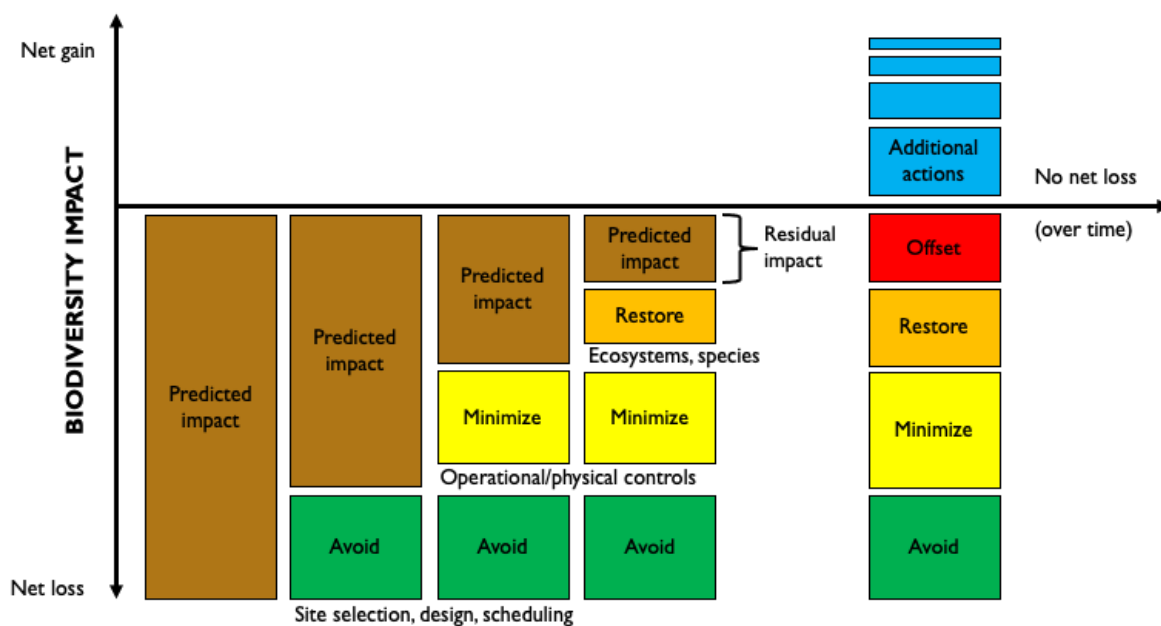 Net gain
BIODIVERSITY IMPACT
Net loss
Predicted
impact
Predicted
impact
Avoid
Site selection, design, scheduling
Predicted
impact
Minimize
Operational/physical controls
Avoid
Predicted
impact
Residual
impact
Restore
Ecosystems, species
Minimize
Avoid
Additional
actions
Offset
Restore
Minimize
Avoid
No net loss
(over time)